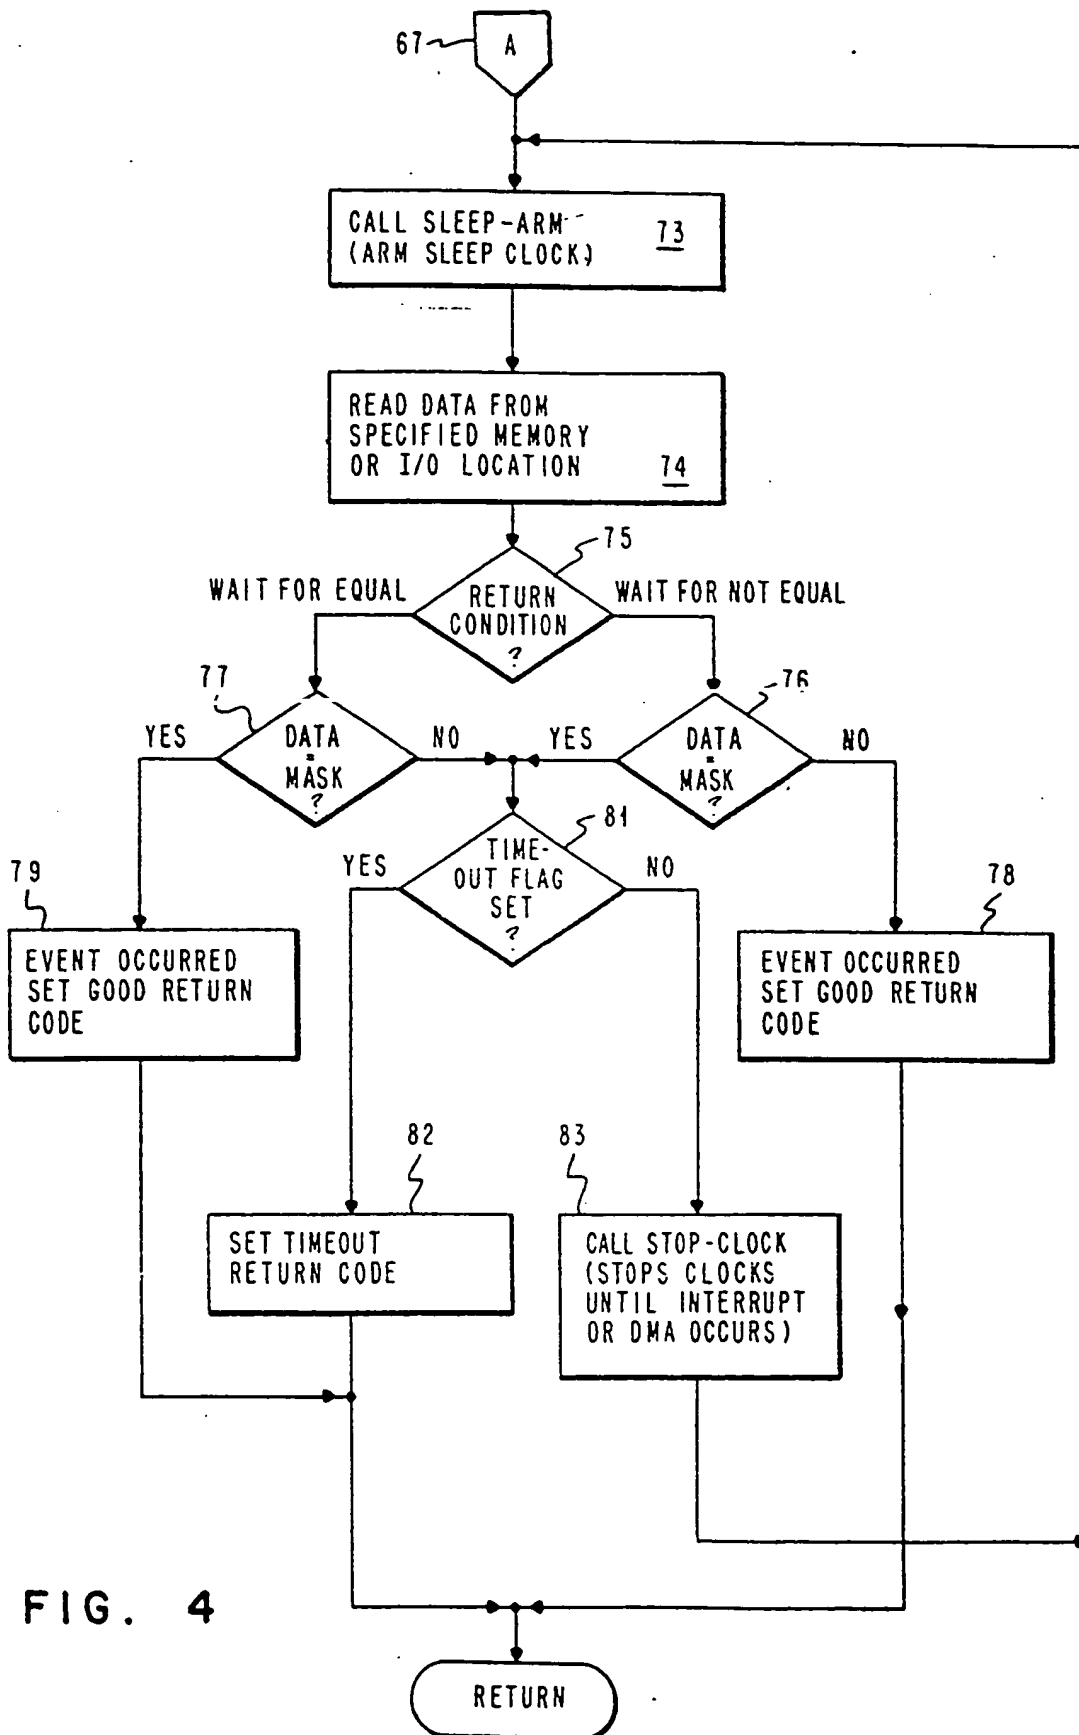 67
A
CALL SLEEP-ARM
(ARM SLEEP CLOCK)
73
READ DATA FROM
SPECIFIED MEMORY
OR I/O LOCATION
74
75
WAIT FOR EQUAL
RETURN
CONDITION
?
WAIT FOR NOT EQUAL
77
76
YES
DATA
=
MASK
?
NO
YES
DATA
=
MASK
?
NO
81
YES
TIME-
OUT FLAG
SET
?
NO
79
78
EVENT OCCURRED
SET GOOD RETURN
CODE
EVENT OCCURRED
SET GOOD RETURN
CODE
82
83
SET TIMEOUT
RETURN CODE
CALL STOP-CLOCK
(STOPS CLOCKS
UNTIL INTERRUPT
OR DMA OCCURS)
FIG. 4
RETURN